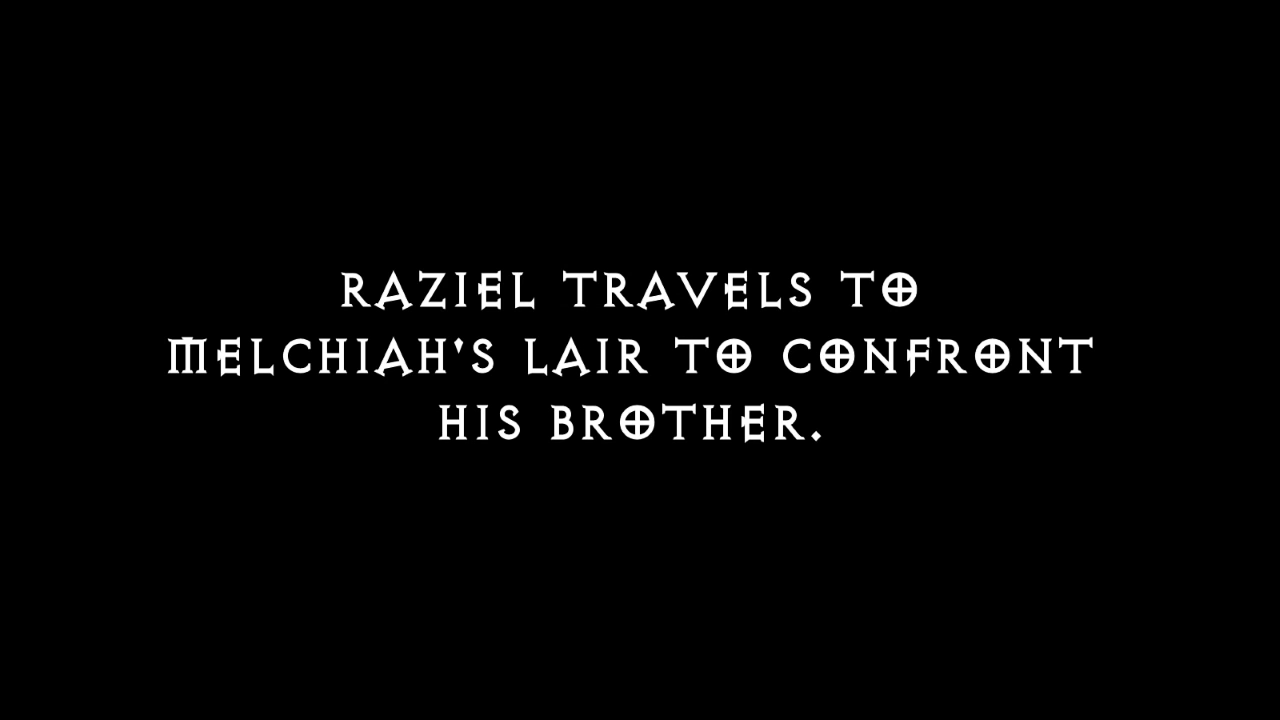 RAZIEL TRAVELS TO
MELCHIAH'S LAIR TO CONFRONT
HIS BROTHER.